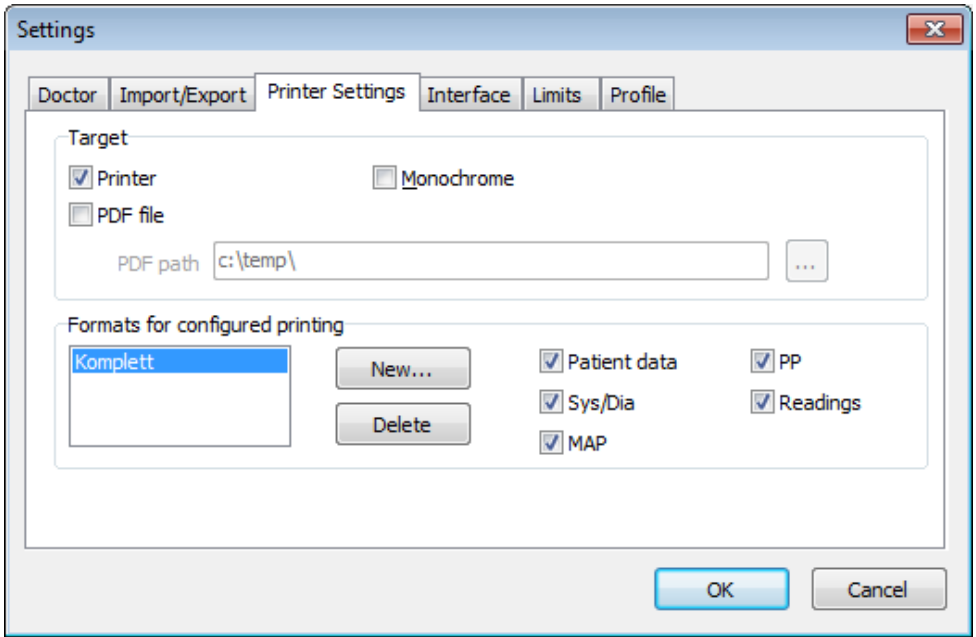 Settings
Doctor Import/Export Printer Settings Interface Limits Profile
Target
Printer Monochrome
PDF file
PDF path c:\temp\ ...
Formats for configured printing
Komplett New... Patient data PP
Sys/Dia Readings
Delete
MAP
OK Cancel